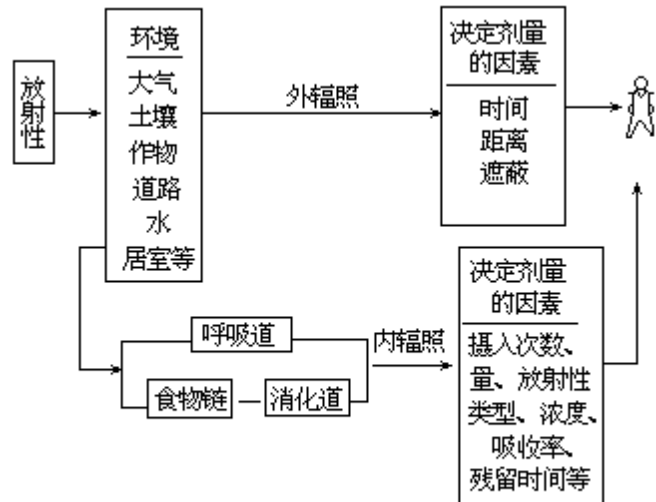 放射性
环境
大气
土壤
作物
道路
水
居室等
外辐照
决定剂量
的因素
时间
距离
遮蔽
呼吸道
食物链
消化道
内辐照
决定剂量
的因素
摄入次数、
量、放射性
类型、浓度、
吸收率、
残留时间等